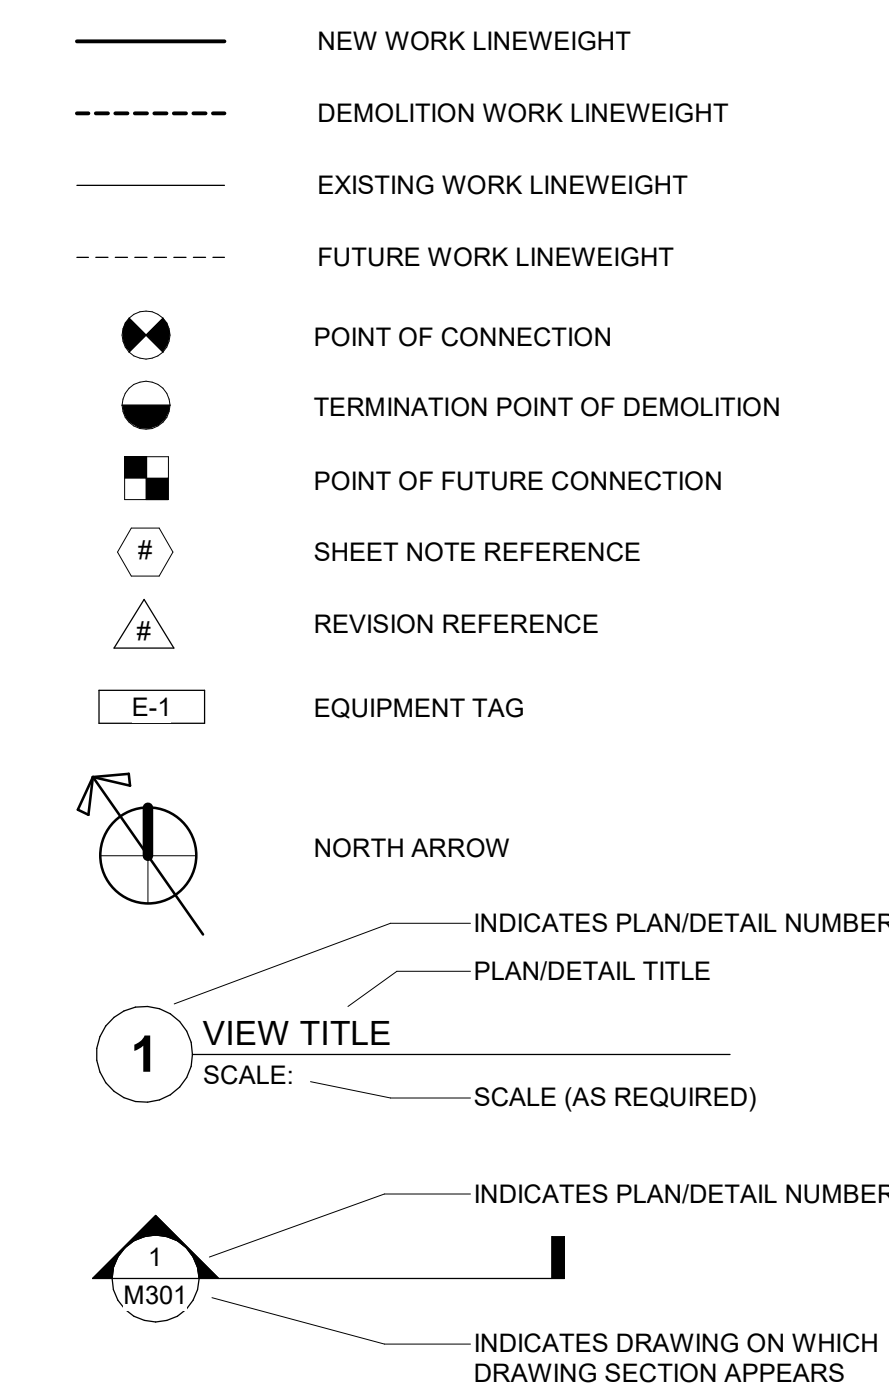 NEW WORK LINEWEIGHT
DEMOLITION WORK LINEWEIGHT
EXISTING WORK LINEWEIGHT
FUTURE WORK LINEWEIGHT
POINT OF CONNECTION
TERMINATION POINT OF DEMOLITION
POINT OF FUTURE CONNECTION
# SHEET NOTE REFERENCE
# REVISION REFERENCE
E-1 EQUIPMENT TAG
NORTH ARROW
INDICATES PLAN/DETAIL NUMBER
PLAN/DETAIL TITLE
1 VIEW TITLE
SCALE:
SCALE (AS REQUIRED)
INDICATES PLAN/DETAIL NUMBER
1
M301
INDICATES DRAWING ON WHICH
DRAWING SECTION APPEARS